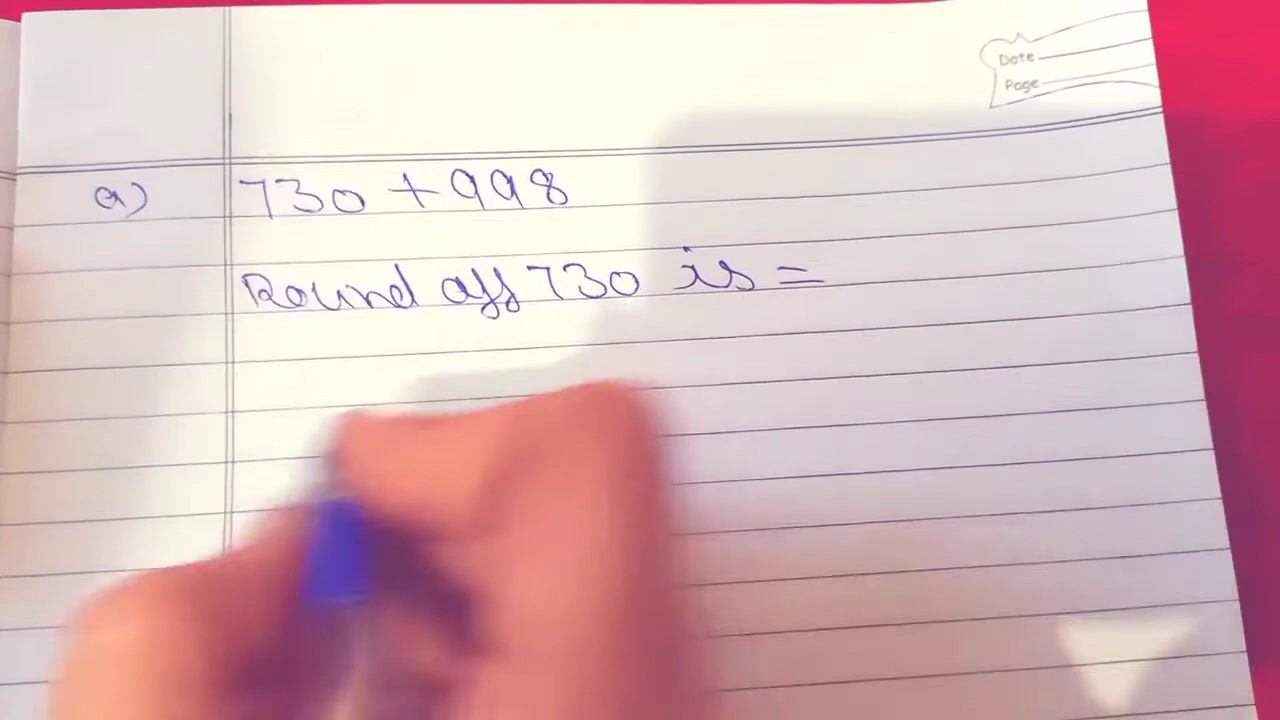 Date
Page
a) 730 + 998
Round off 730 is =